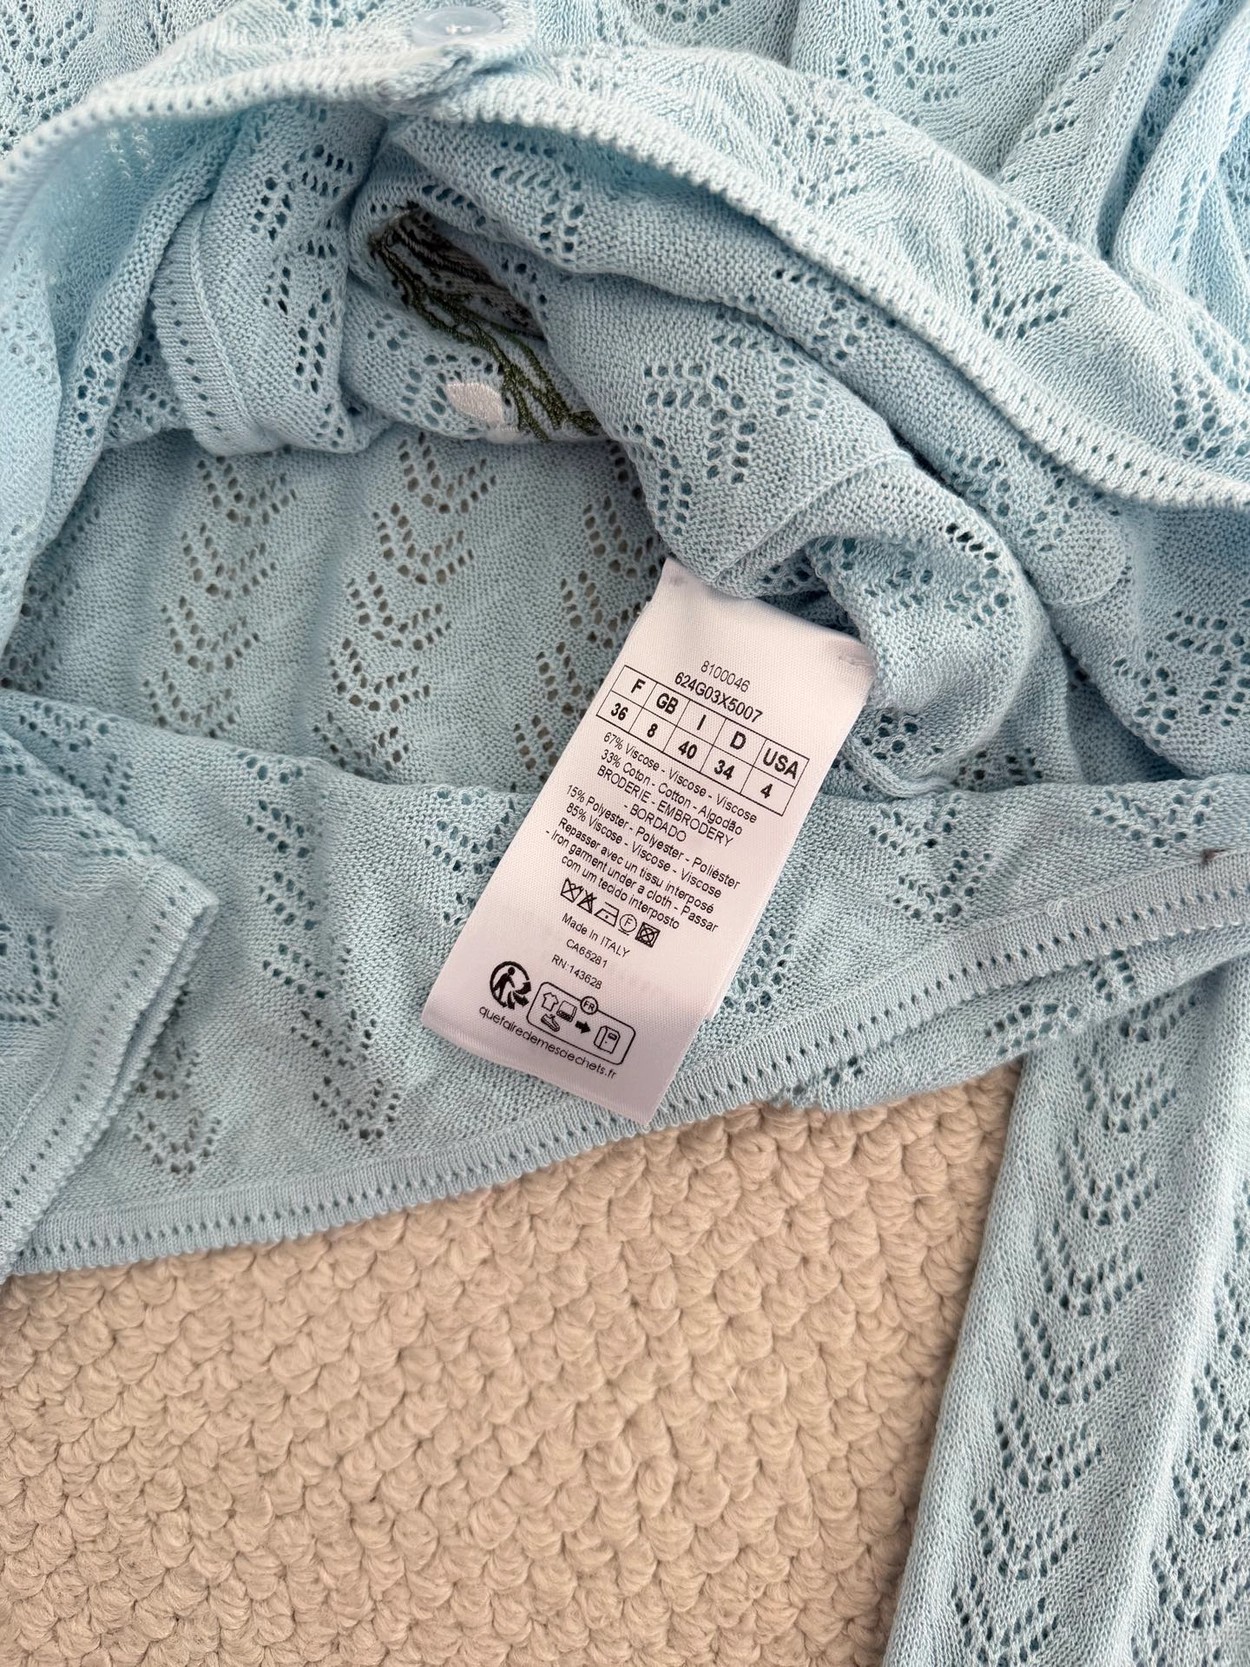 8100046
624G03X5007
F GB I D USA
36 8 40 34 4
67% Viscose - Viscose - Viscose
33% Coton - Cotton - Algodão
BRODERIE - EMBRODERY
- BORDADO
15% Polyester - Polyester - Poliéster
85% Viscose - Viscose - Viscose
Repasser avec un tissu interposé
- Iron garment under a cloth - Passar
com um tecido interposto
F
Made in ITALY
CA65281
RN:143628
FR
quefairedemesdechets.fr